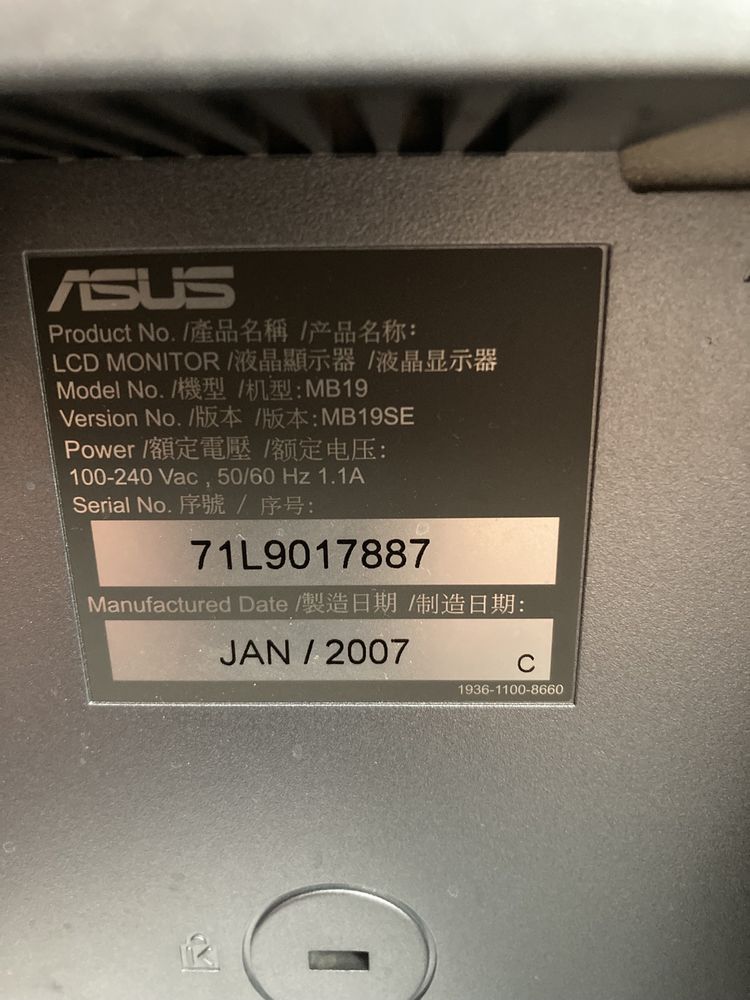 ASUS
Product No. /產品名稱 /产品名称:
LCD MONITOR /液晶顯示器 /液晶显示器
Model No. /機型 /机型:MB19
Version No. /版本 /版本:MB19SE
Power /額定電壓 /额定电压:
100-240 Vac , 50/60 Hz 1.1A
Serial No. 序號 / 序号:
71L9017887
Manufactured Date /製造日期 /制造日期:
JAN / 2007
C
1936-1100-8660
K